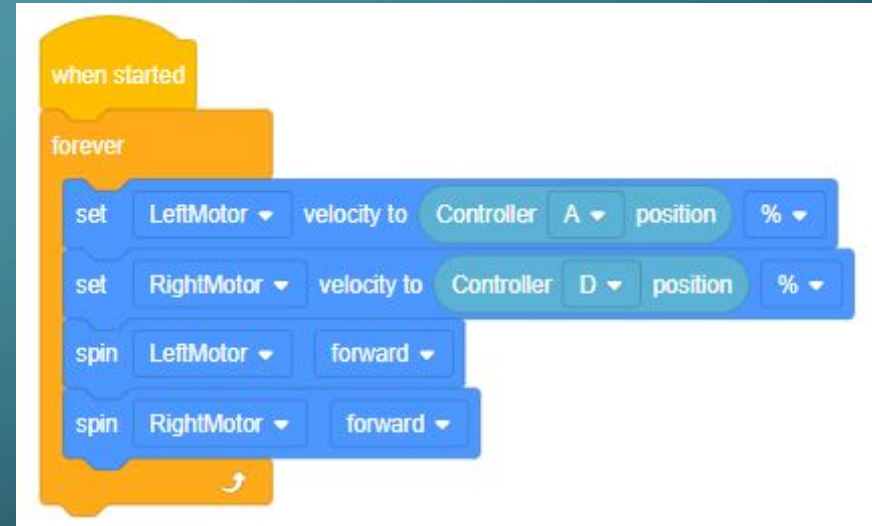 when started
forever
set LeftMotor velocity to Controller A position %
set RightMotor velocity to Controller D position %
spin LeftMotor forward
spin RightMotor forward